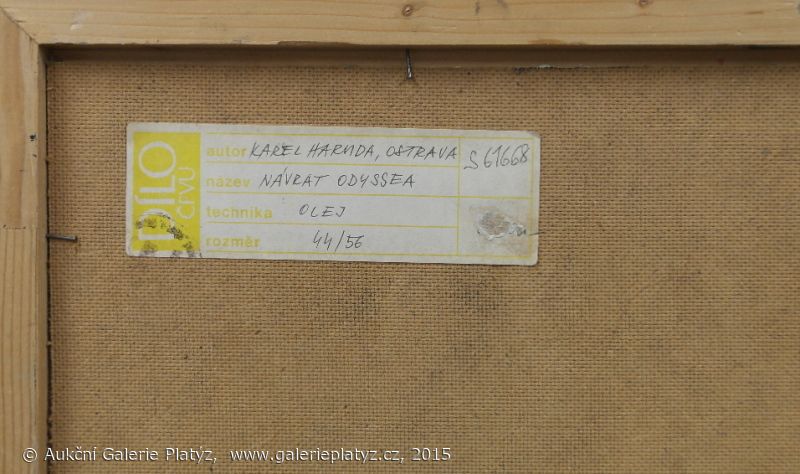 DÍLO
ČFVU
autor KAREL HARUDA, OSTRAVA
S 61668
název NÁVRAT ODYSSEA
technika OLEJ
rozměr 44/56
© Aukční Galerie Platýz, www.galerieplatyz.cz, 2015